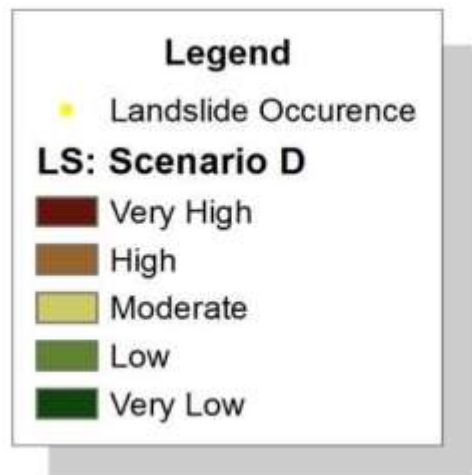 Legend
Landslide Occurence
LS: Scenario D
Very High
High
Moderate
Low
Very Low